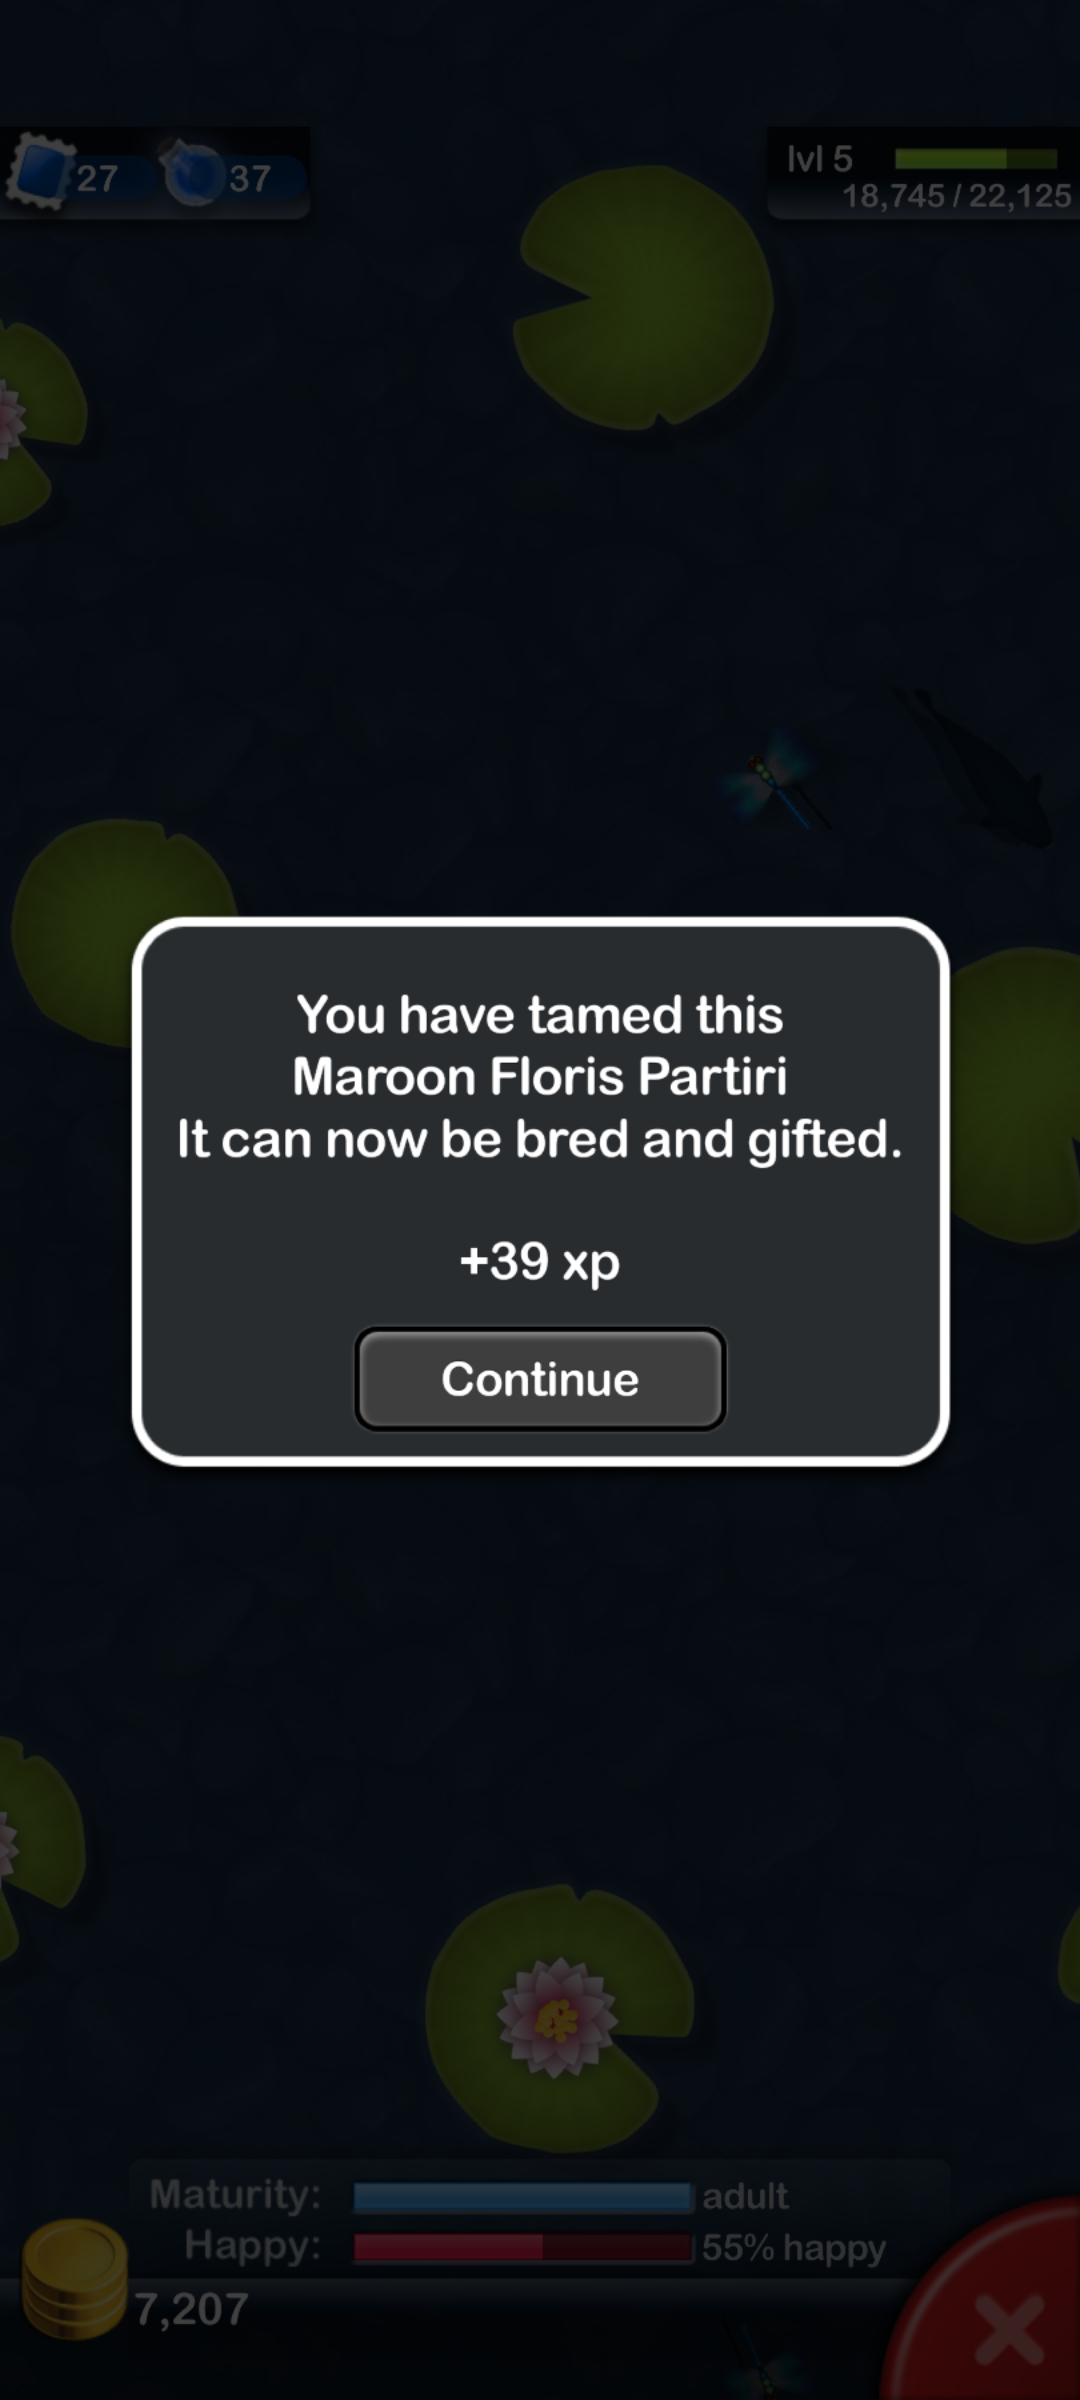 27
37
lvl 5
18,745 / 22,125
You have tamed this
Maroon Floris Partiri
It can now be bred and gifted.
+39 xp
Continue
Maturity: adult
Happy: 55% happy
7,207